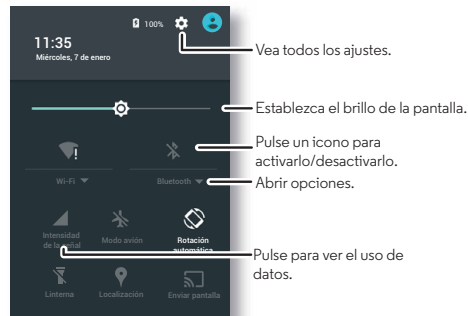 100%
11:35
Miércoles, 7 de enero
Vea todos los ajustes.
Establezca el brillo de la pantalla.
Pulse un icono para
activarlo/desactivarlo.
Wi-Fi
Bluetooth
Abrir opciones.
Intensidad
de la señal
Modo avión
Rotación
automática
Pulse para ver el uso de
datos.
Linterna
Localización
Enviar pantalla